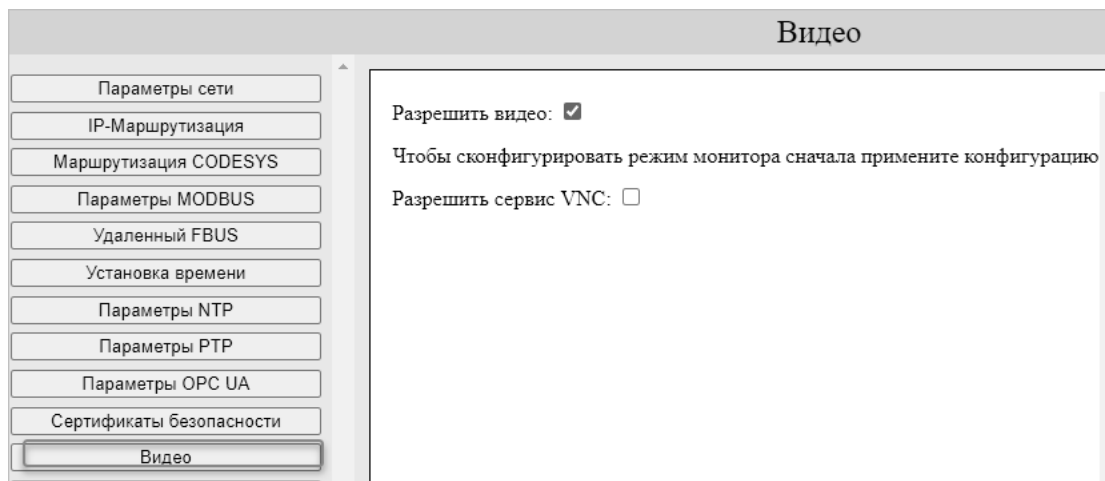 Видео
Параметры сети
IP-Маршрутизация
Маршрутизация CODESYS
Параметры MODBUS
Удаленный FBUS
Установка времени
Параметры NTP
Параметры PTP
Параметры OPC UA
Сертификаты безопасности
Видео
Разрешить видео:
Чтобы сконфигурировать режим монитора сначала примените конфигурацию
Разрешить сервис VNC: